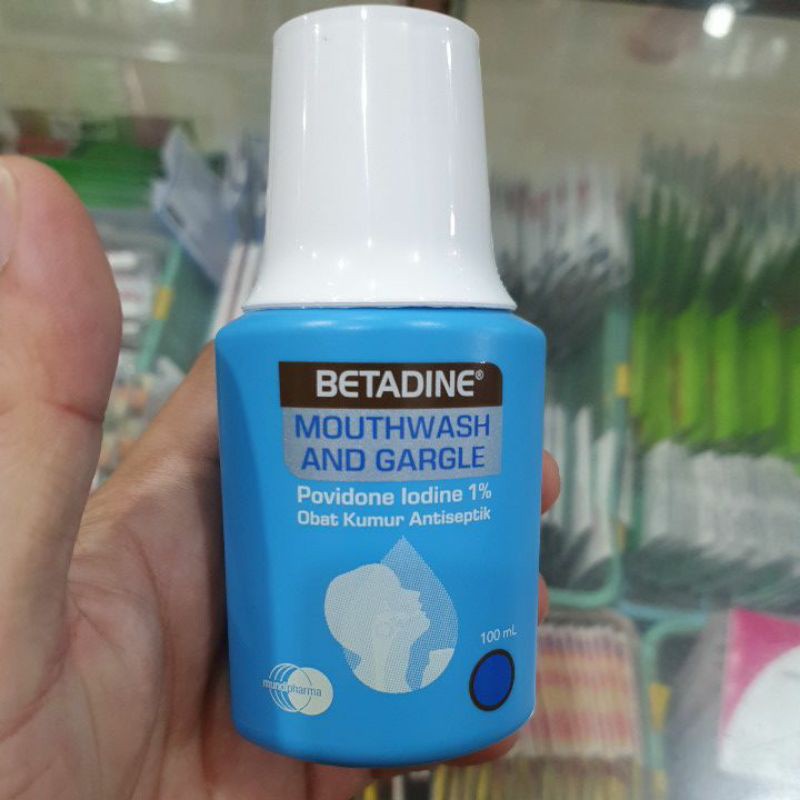 BETADINE®
MOUTHWASH
AND GARGLE
Povidone Iodine 1%
Obat Kumur Antiseptik
100 mL
mundipharma